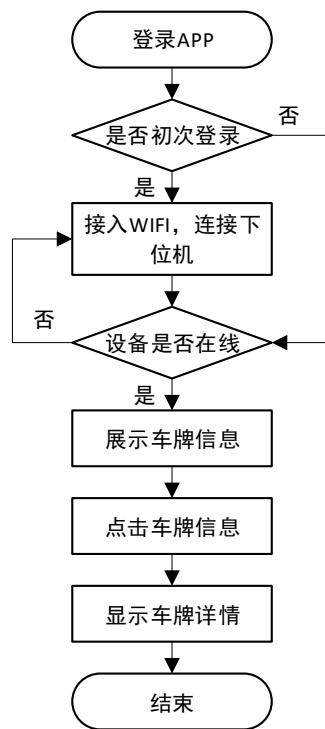 登录APP
是否初次登录
否
是
接入WIFI，连接下
位机
否
设备是否在线
是
展示车牌信息
点击车牌信息
显示车牌详情
结束